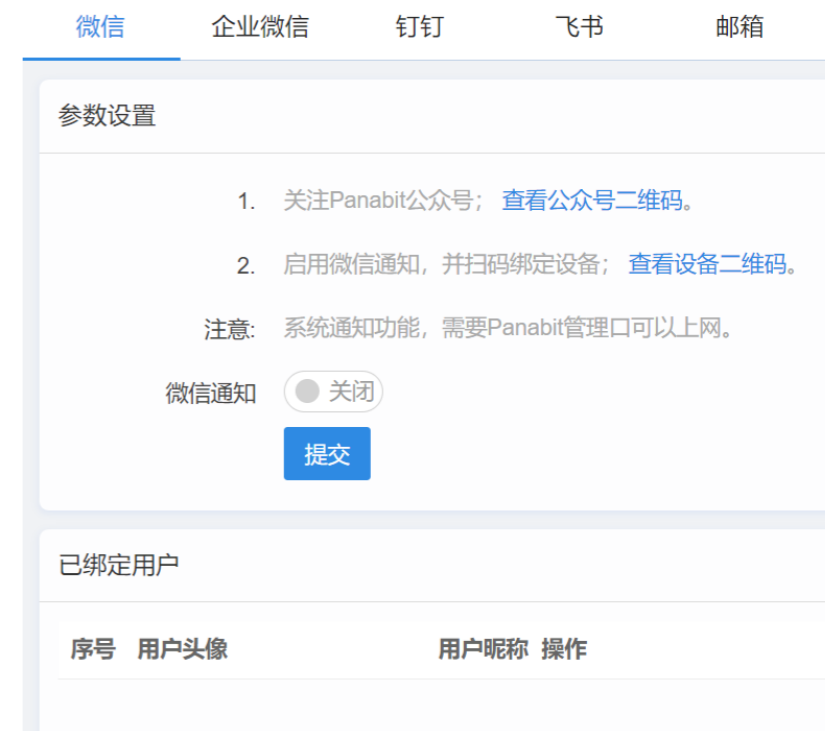 微信 企业微信 钉钉 飞书 邮箱
参数设置
1. 关注Panabit公众号； 查看公众号二维码。
2. 启用微信通知，并扫码绑定设备； 查看设备二维码。
注意: 系统通知功能，需要Panabit管理口可以上网。
微信通知 关闭
提交
已绑定用户
序号 用户头像 用户昵称 操作